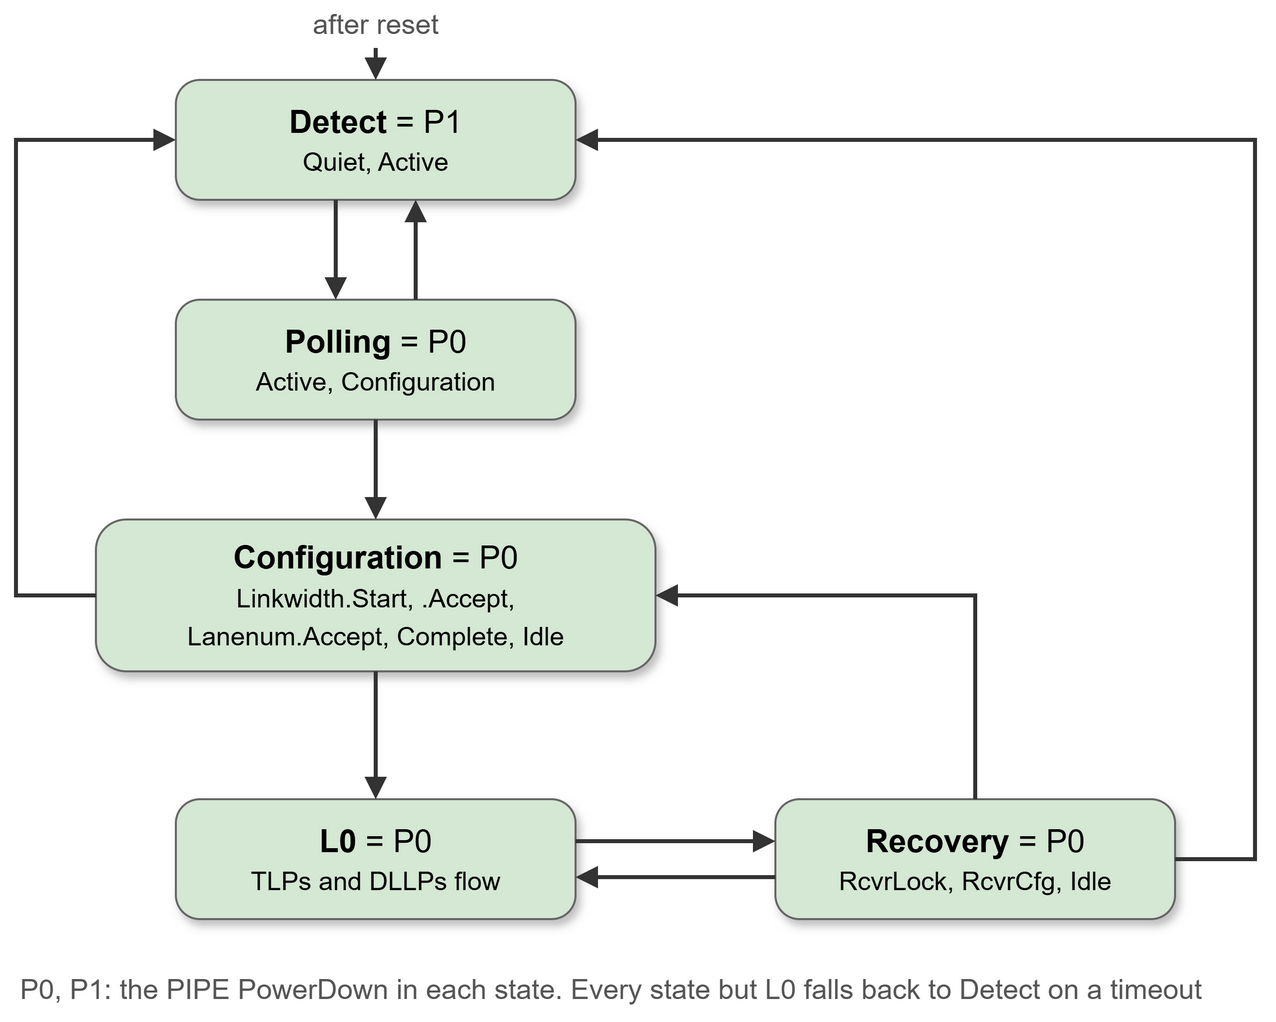 after reset
Detect = P1
Quiet, Active
Polling = P0
Active, Configuration
Configuration = P0
Linkwidth.Start, .Accept,
Lanenum.Accept, Complete, Idle
L0 = P0
TLPs and DLLPs flow
Recovery = P0
RcvrLock, RcvrCfg, Idle
P0, P1: the PIPE PowerDown in each state. Every state but L0 falls back to Detect on a timeout